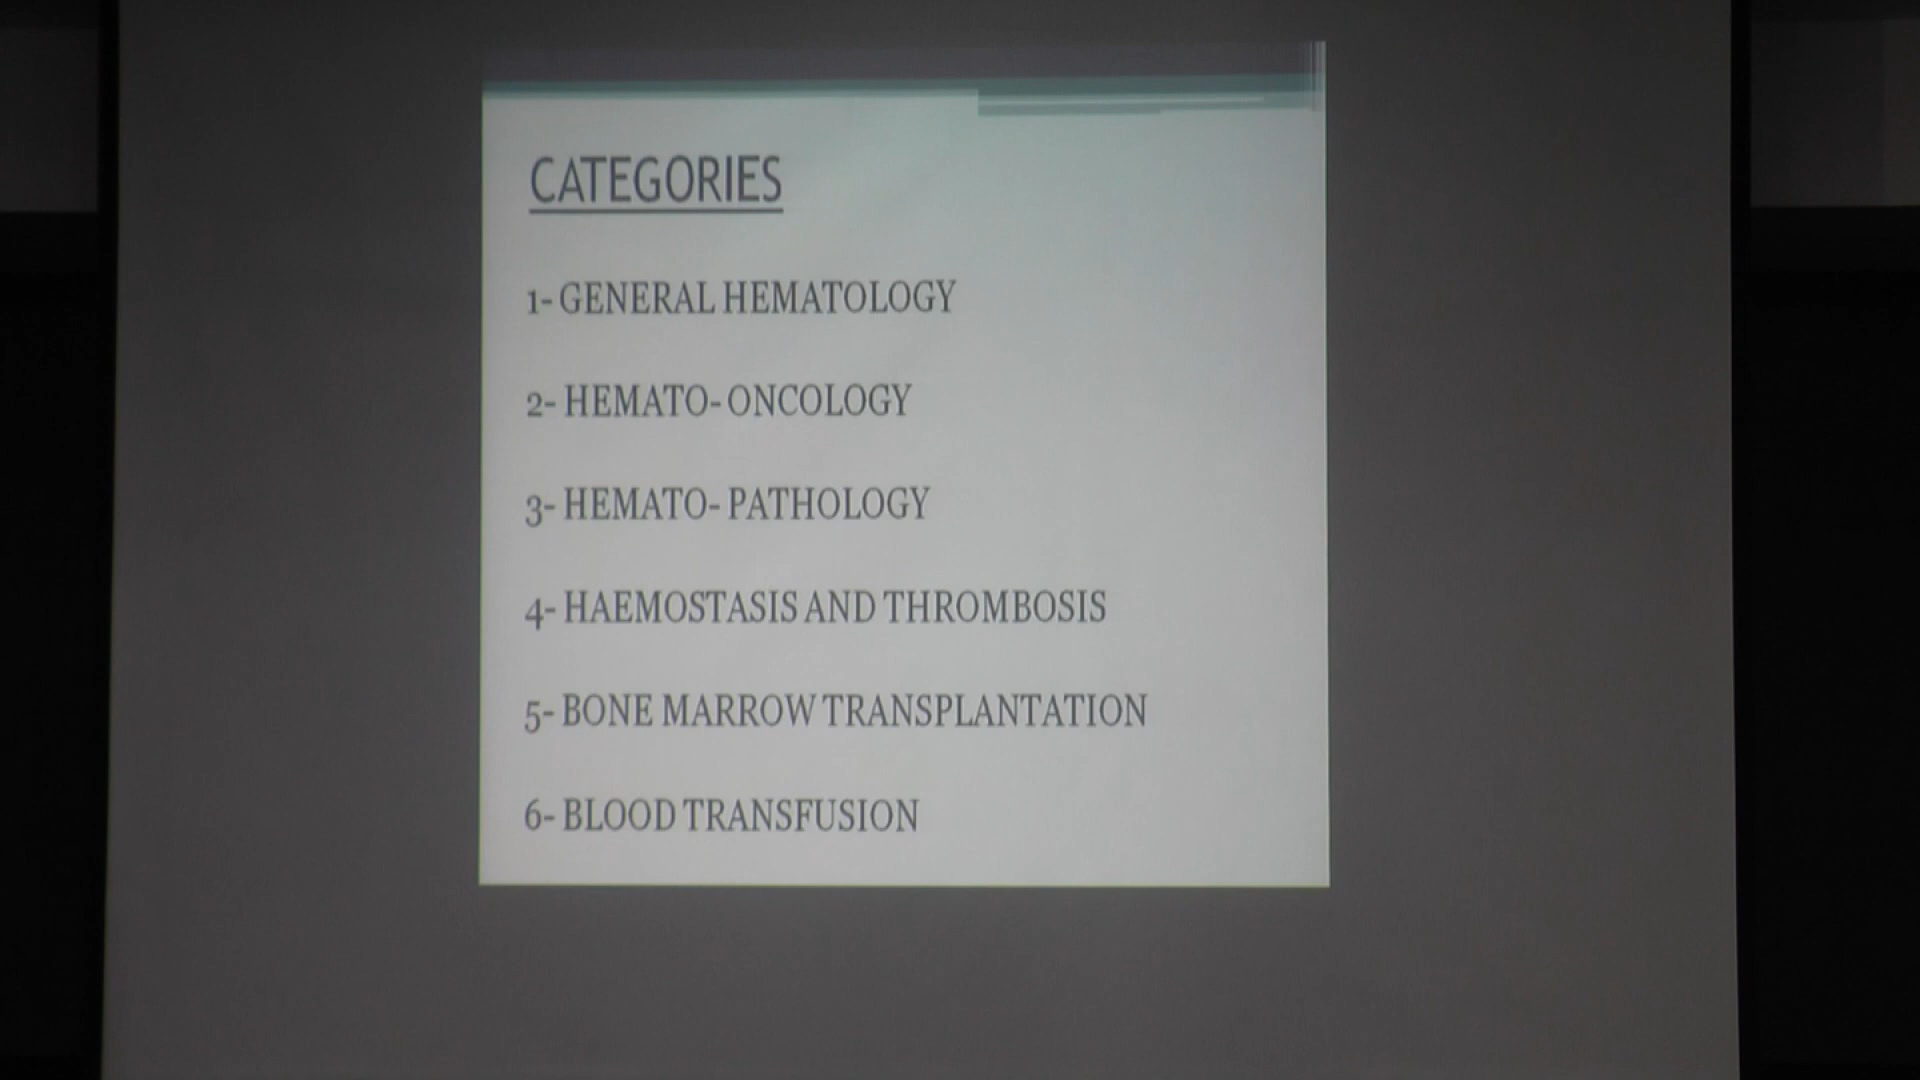 CATEGORIES
1- GENERAL HEMATOLOGY
2- HEMATO- ONCOLOGY
3- HEMATO- PATHOLOGY
4- HAEMOSTASIS AND THROMBOSIS
5- BONE MARROW TRANSPLANTATION
6- BLOOD TRANSFUSION